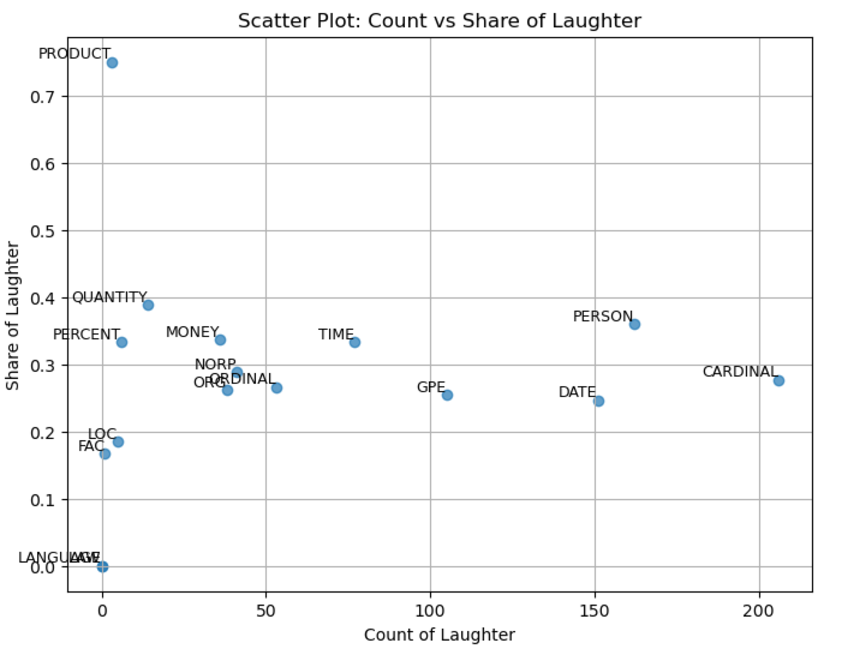 Scatter Plot: Count vs Share of Laughter
PRODUCT
0.7
0.6
0.5
0.4
QUANTITY
PERSON
PERCENT
MONEY
TIME
0.3
NORP
CARDINAL
ORG
ORDINAL
GPE
DATE
0.2
LOC
FAC
0.1
LANGUAGE
LAW
0.0
0
50
100
150
200
Share of Laughter
Count of Laughter